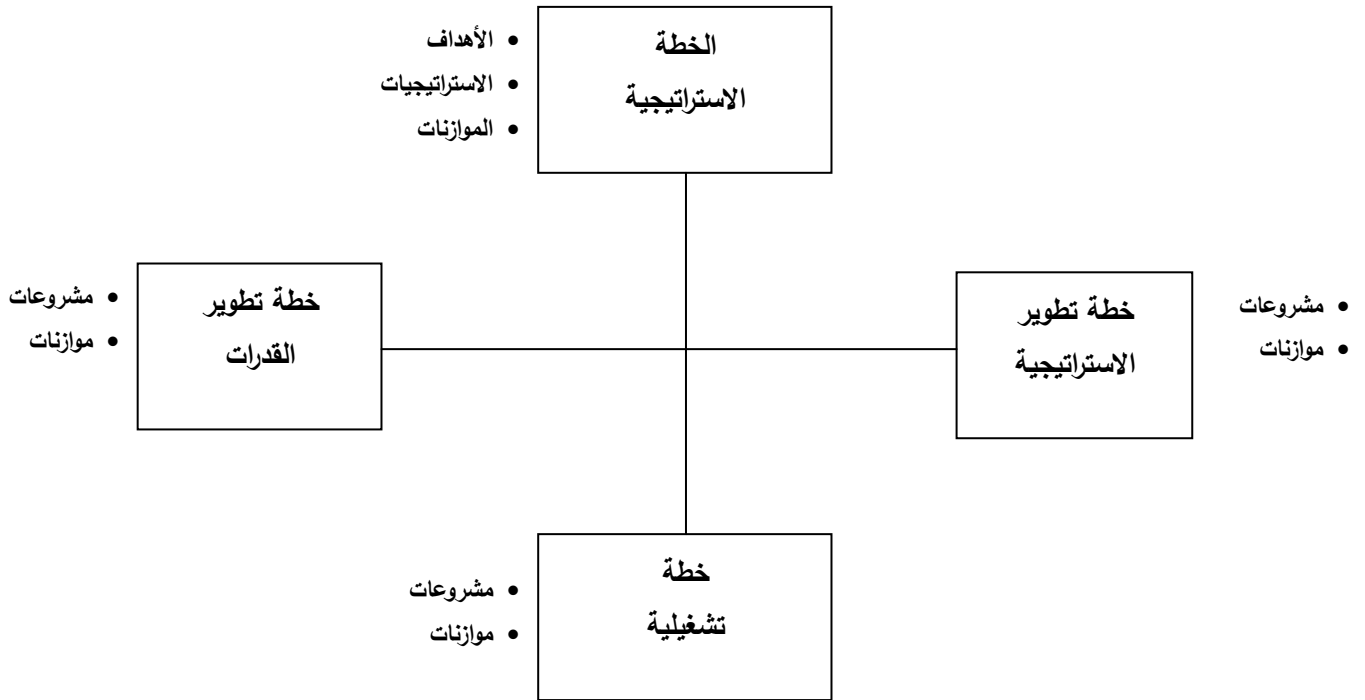 الخطة
الاستراتيجية
• الأهداف
• الاستراتيجيات
• الموازنات
• مشروعات
• موازنات
خطة تطوير
الاستراتيجية
خطة تطوير
القدرات
• مشروعات
• موازنات
خطة
تشغيلية
• مشروعات
• موازنات